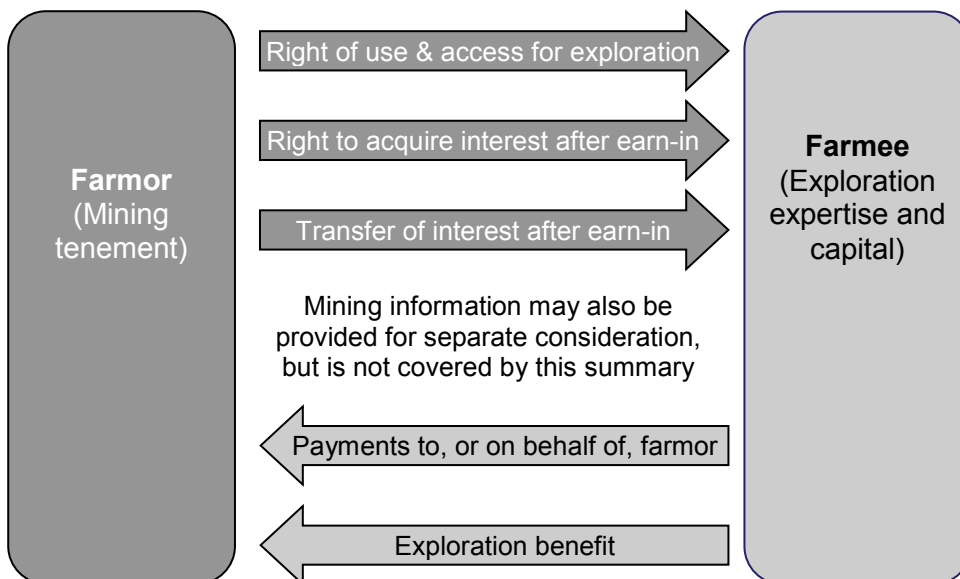 Right of use & access for exploration
Right to acquire interest after earn-in
Farmor
(Mining
tenement)
Farmee
(Exploration
expertise and
capital)
Transfer of interest after earn-in
Mining information may also be
provided for separate consideration,
but is not covered by this summary
Payments to, or on behalf of, farmor
Exploration benefit